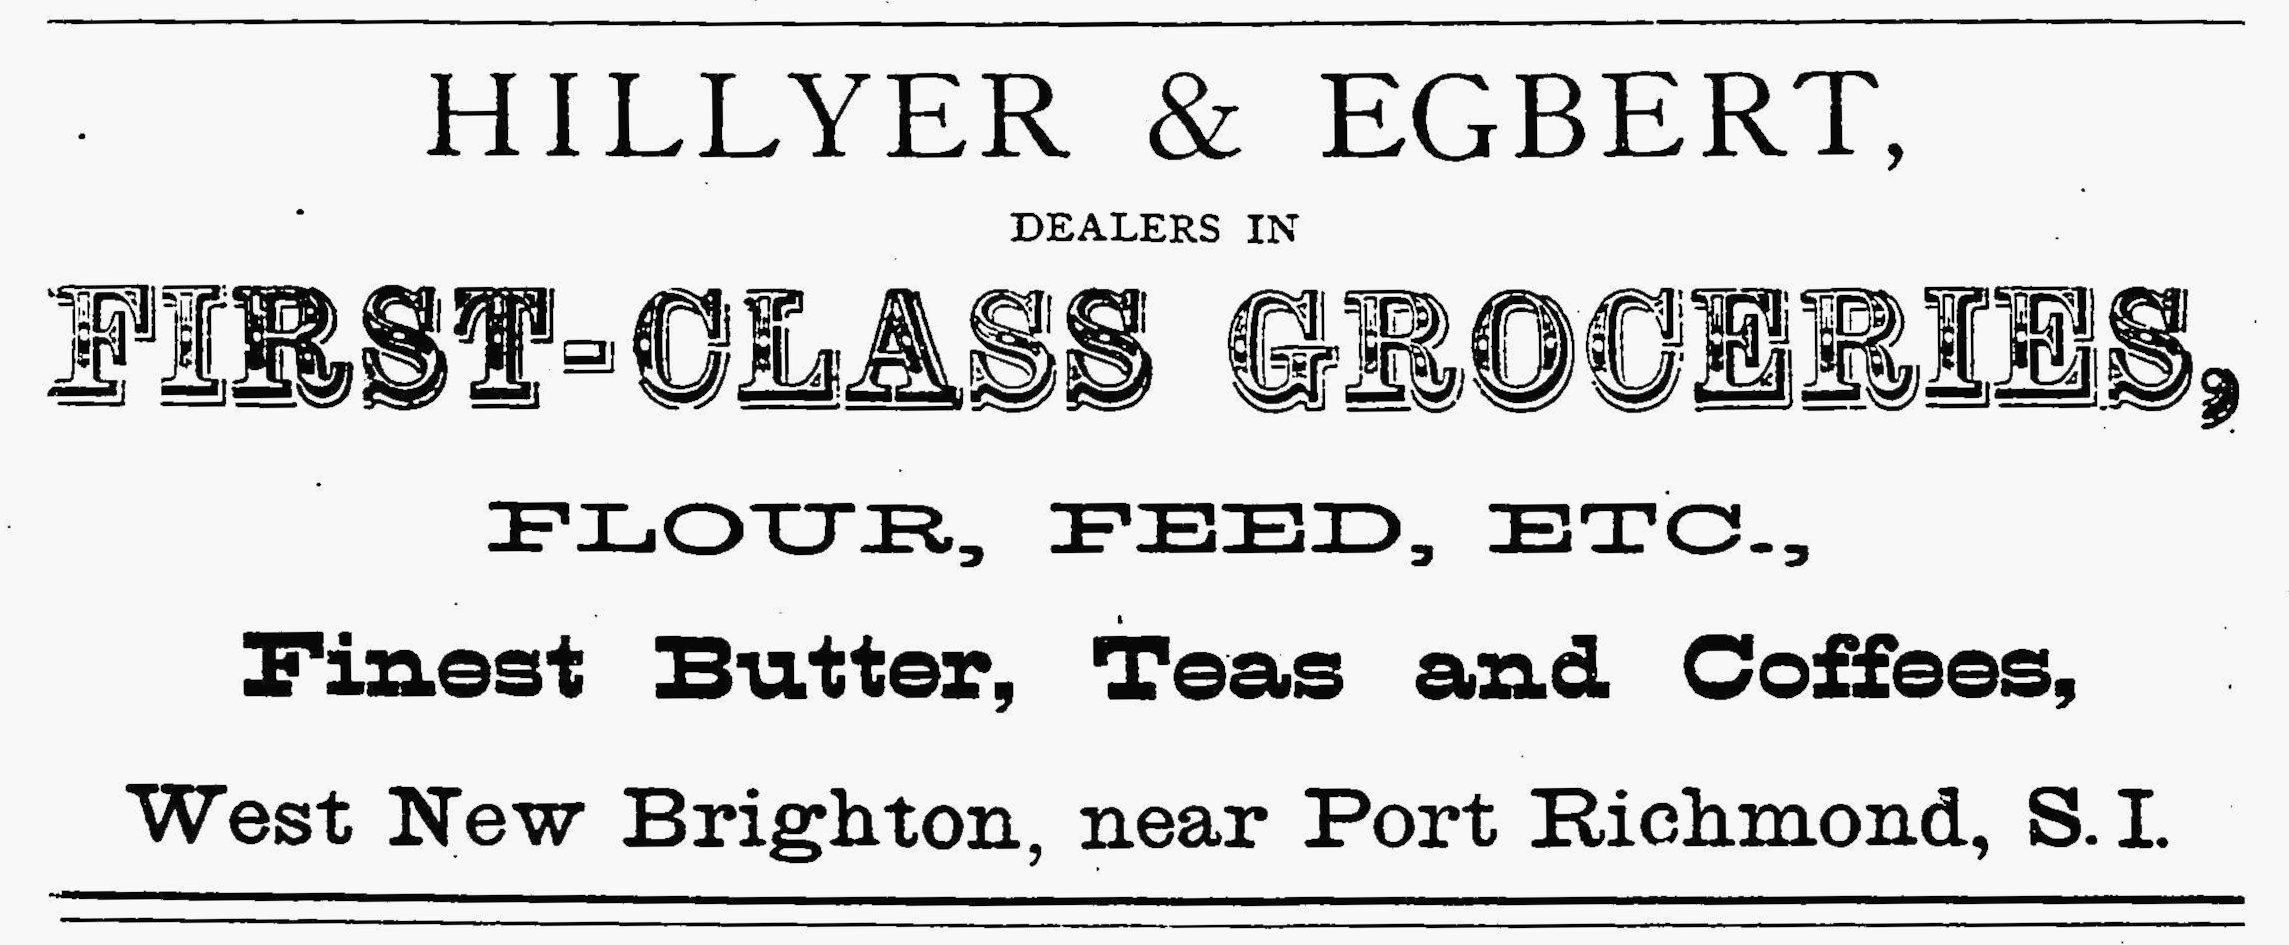 HILLYER & EGBERT,
DEALERS IN
FIRST-CLASS GROCERIES,
FLOUR, FEED, ETC.,
Finest Butter, Teas and Coffees,
West New Brighton, near Port Richmond, S. I.